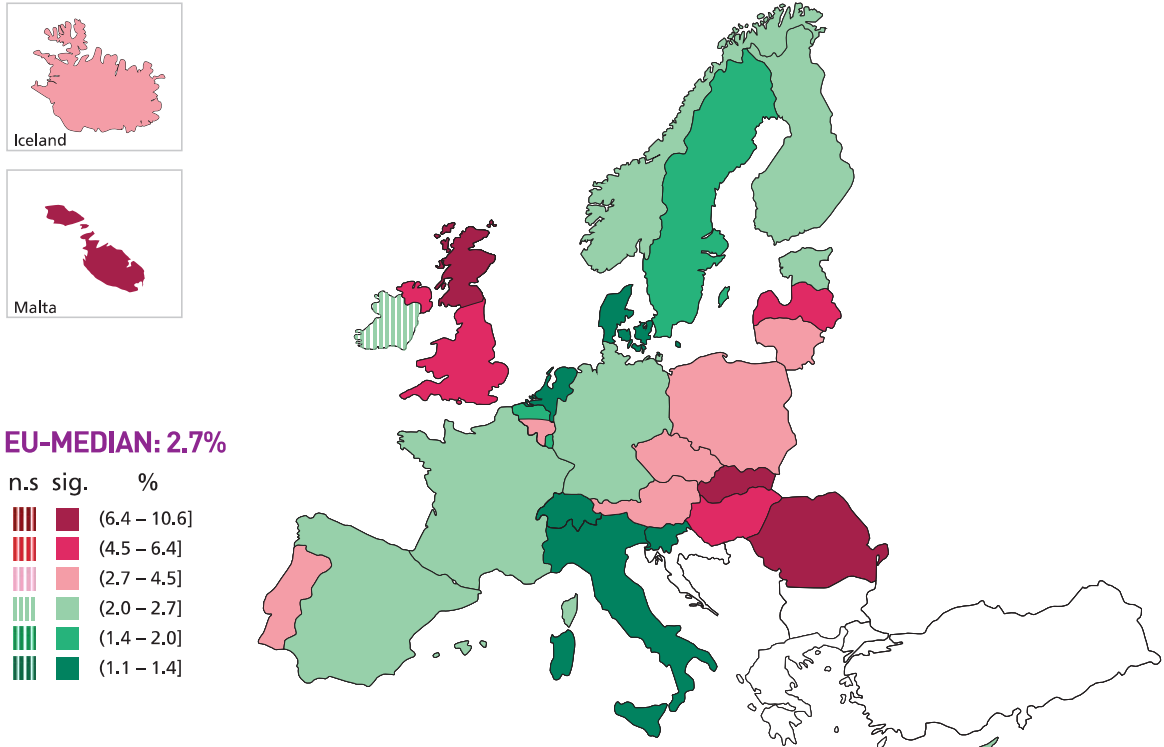 Iceland
Malta
EU-MEDIAN: 2.7%
n.s sig. %
(6.4 – 10.6]
(4.5 – 6.4]
(2.7 – 4.5]
(2.0 – 2.7]
(1.4 – 2.0]
(1.1 – 1.4]